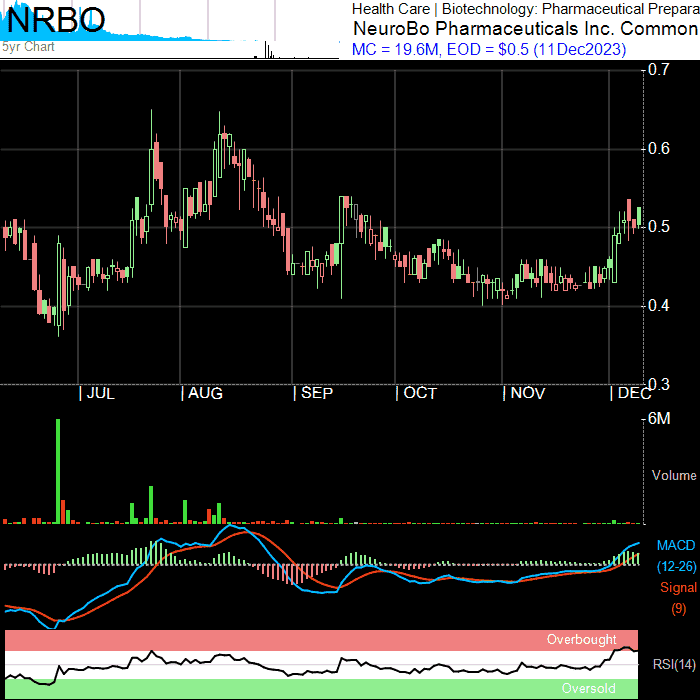 NRBO
5yr Chart
Health Care | Biotechnology: Pharmaceutical Prepara
NeuroBo Pharmaceuticals Inc. Common
MC = 19.6M, EOD = $0.5 (11Dec2023)
0.7
0.6
0.5
0.4
0.3
| JUL | AUG | SEP | OCT | NOV | DEC
6M
Volume
MACD
(12-26)
Signal
(9)
Overbought
RSI(14)
Oversold